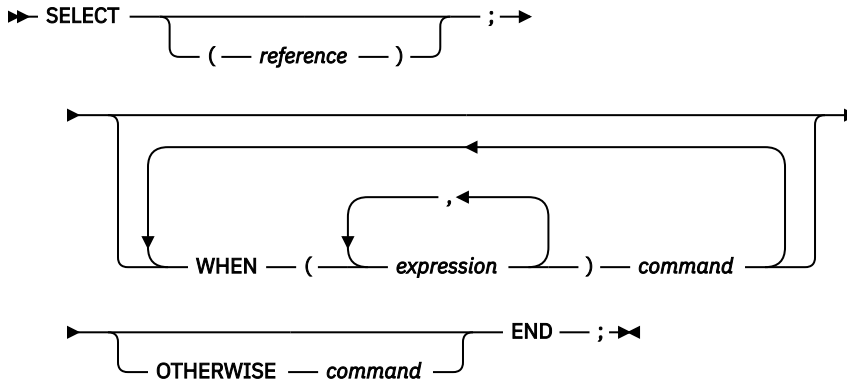 SELECT ;
( reference )
,
WHEN ( expression ) command
END ;
OTHERWISE command